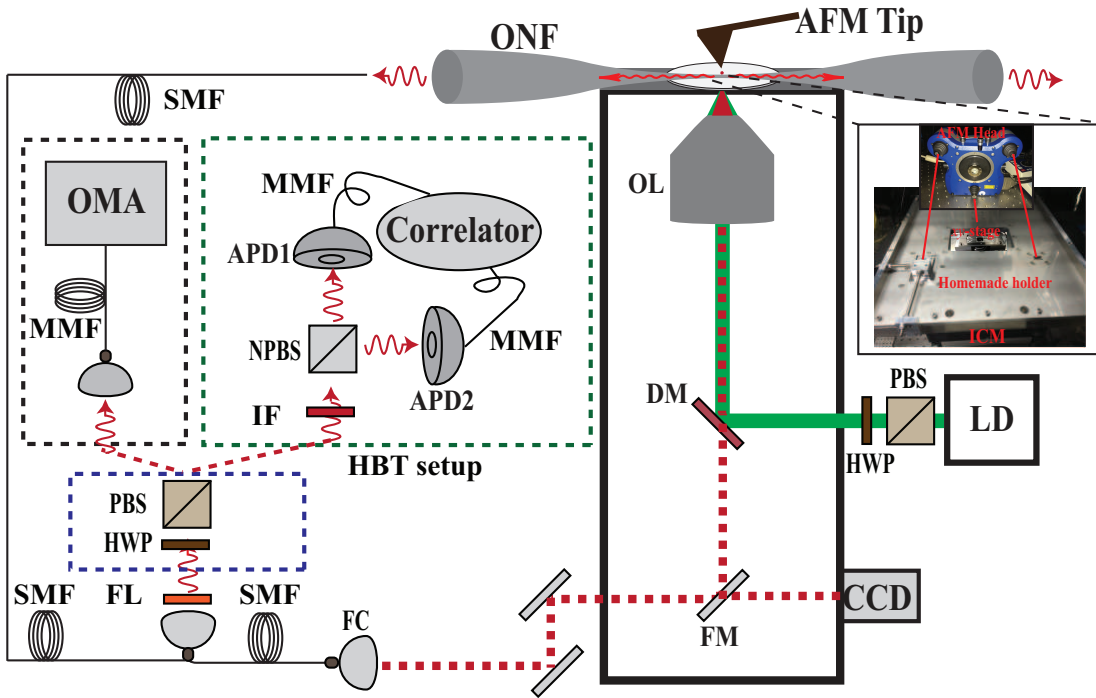 AFM Tip
ONF
SMF
AFM Head
OMA
MMF
OL
Correlator
APD1
Homemade holder
MMF
NPBS
MMF
ICM
APD2
DM
PBS
IF
LD
HBT setup
HWP
PBS
HWP
SMF
FL
SMF
FC
FM
CCD